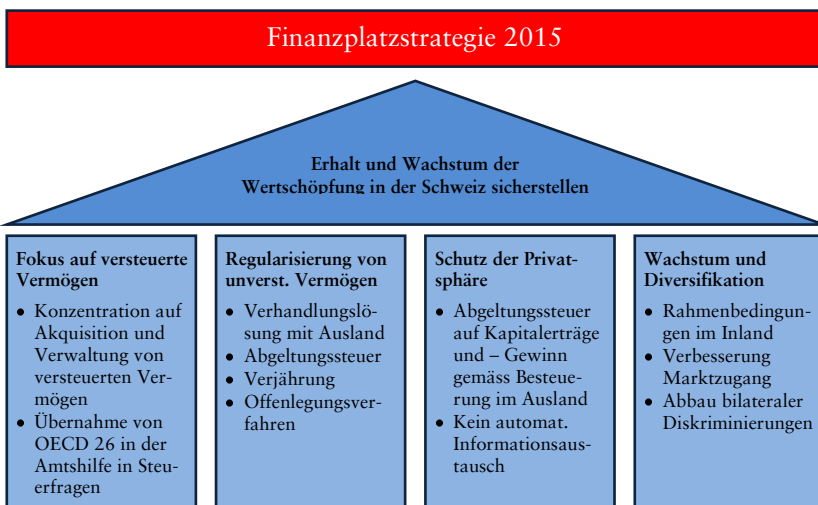 Finanzplatzstrategie 2015
Erhalt und Wachstum der
Wertschöpfung in der Schweiz sicherstellen
Fokus auf versteuerte
Vermögen
• Konzentration auf
Akquisition und
Verwaltung von
versteuerten Ver-
mögen
• Übernahme von
OECD 26 in der
Amtshilfe in Steu-
erfragen
Regularisierung von
unverst. Vermögen
• Verhandlungslö-
sung mit Ausland
• Abgeltungssteuer
• Verjährung
• Offenlegungsver-
fahren
Schutz der Privat-
sphäre
• Abgeltungssteuer
auf Kapitalerträge
und – Gewinn
gemäss Besteue-
rung im Ausland
• Kein automat.
Informationsaus-
tausch
Wachstum und
Diversifikation
• Rahmenbedingun-
gen im Inland
• Verbesserung
Marktzugang
• Abbau bilateraler
Diskriminierungen